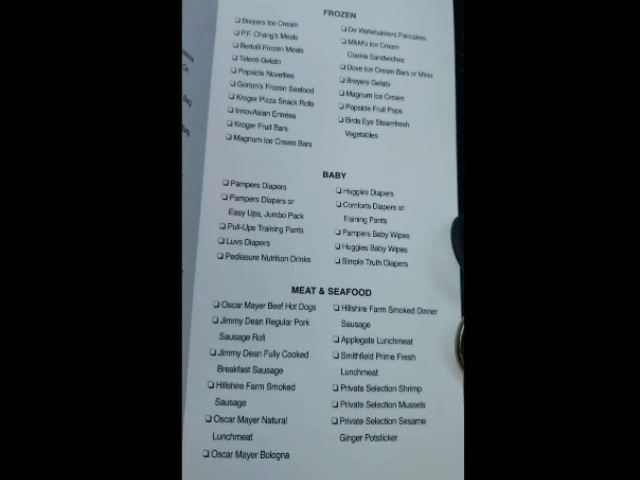 FROZEN
❏ Breyers Ice Cream
❏ P.F. Chang's Meals
❏ Bertolli Frozen Meals
❏ Talenti Gelato
❏ Popsicle Novelties
❏ Gorton's Frozen Seafood
❏ Kroger Pizza Snack Rolls
❏ InnovAsian Entrées
❏ Kroger Fruit Bars
❏ Magnum Ice Cream Bars
❏ De Wafelbakkers Pancakes
❏ M&M's Ice Cream
Cookie Sandwiches
❏ Dove Ice Cream Bars or Minis
❏ Breyers Gelato
❏ Magnum Ice Cream
❏ Popsicle Fruit Pops
❏ Birds Eye Steamfresh
Vegetables
BABY
❏ Pampers Diapers
❏ Pampers Diapers or
Easy Ups, Jumbo Pack
❏ Pull-Ups Training Pants
❏ Luvs Diapers
❏ Pediasure Nutrition Drinks
❏ Huggies Diapers
❏ Comforts Diapers or
Training Pants
❏ Pampers Baby Wipes
❏ Huggies Baby Wipes
❏ Simple Truth Diapers
MEAT & SEAFOOD
❏ Oscar Mayer Beef Hot Dogs
❏ Jimmy Dean Regular Pork
Sausage Roll
❏ Jimmy Dean Fully Cooked
Breakfast Sausage
❏ Hillshire Farm Smoked
Sausage
❏ Oscar Mayer Natural
Lunchmeat
❏ Oscar Mayer Bologna
❏ Hillshire Farm Smoked Dinner
Sausage
❏ Applegate Lunchmeat
❏ Smithfield Prime Fresh
Lunchmeat
❏ Private Selection Shrimp
❏ Private Selection Mussels
❏ Private Selection Sesame
Ginger Potsticker